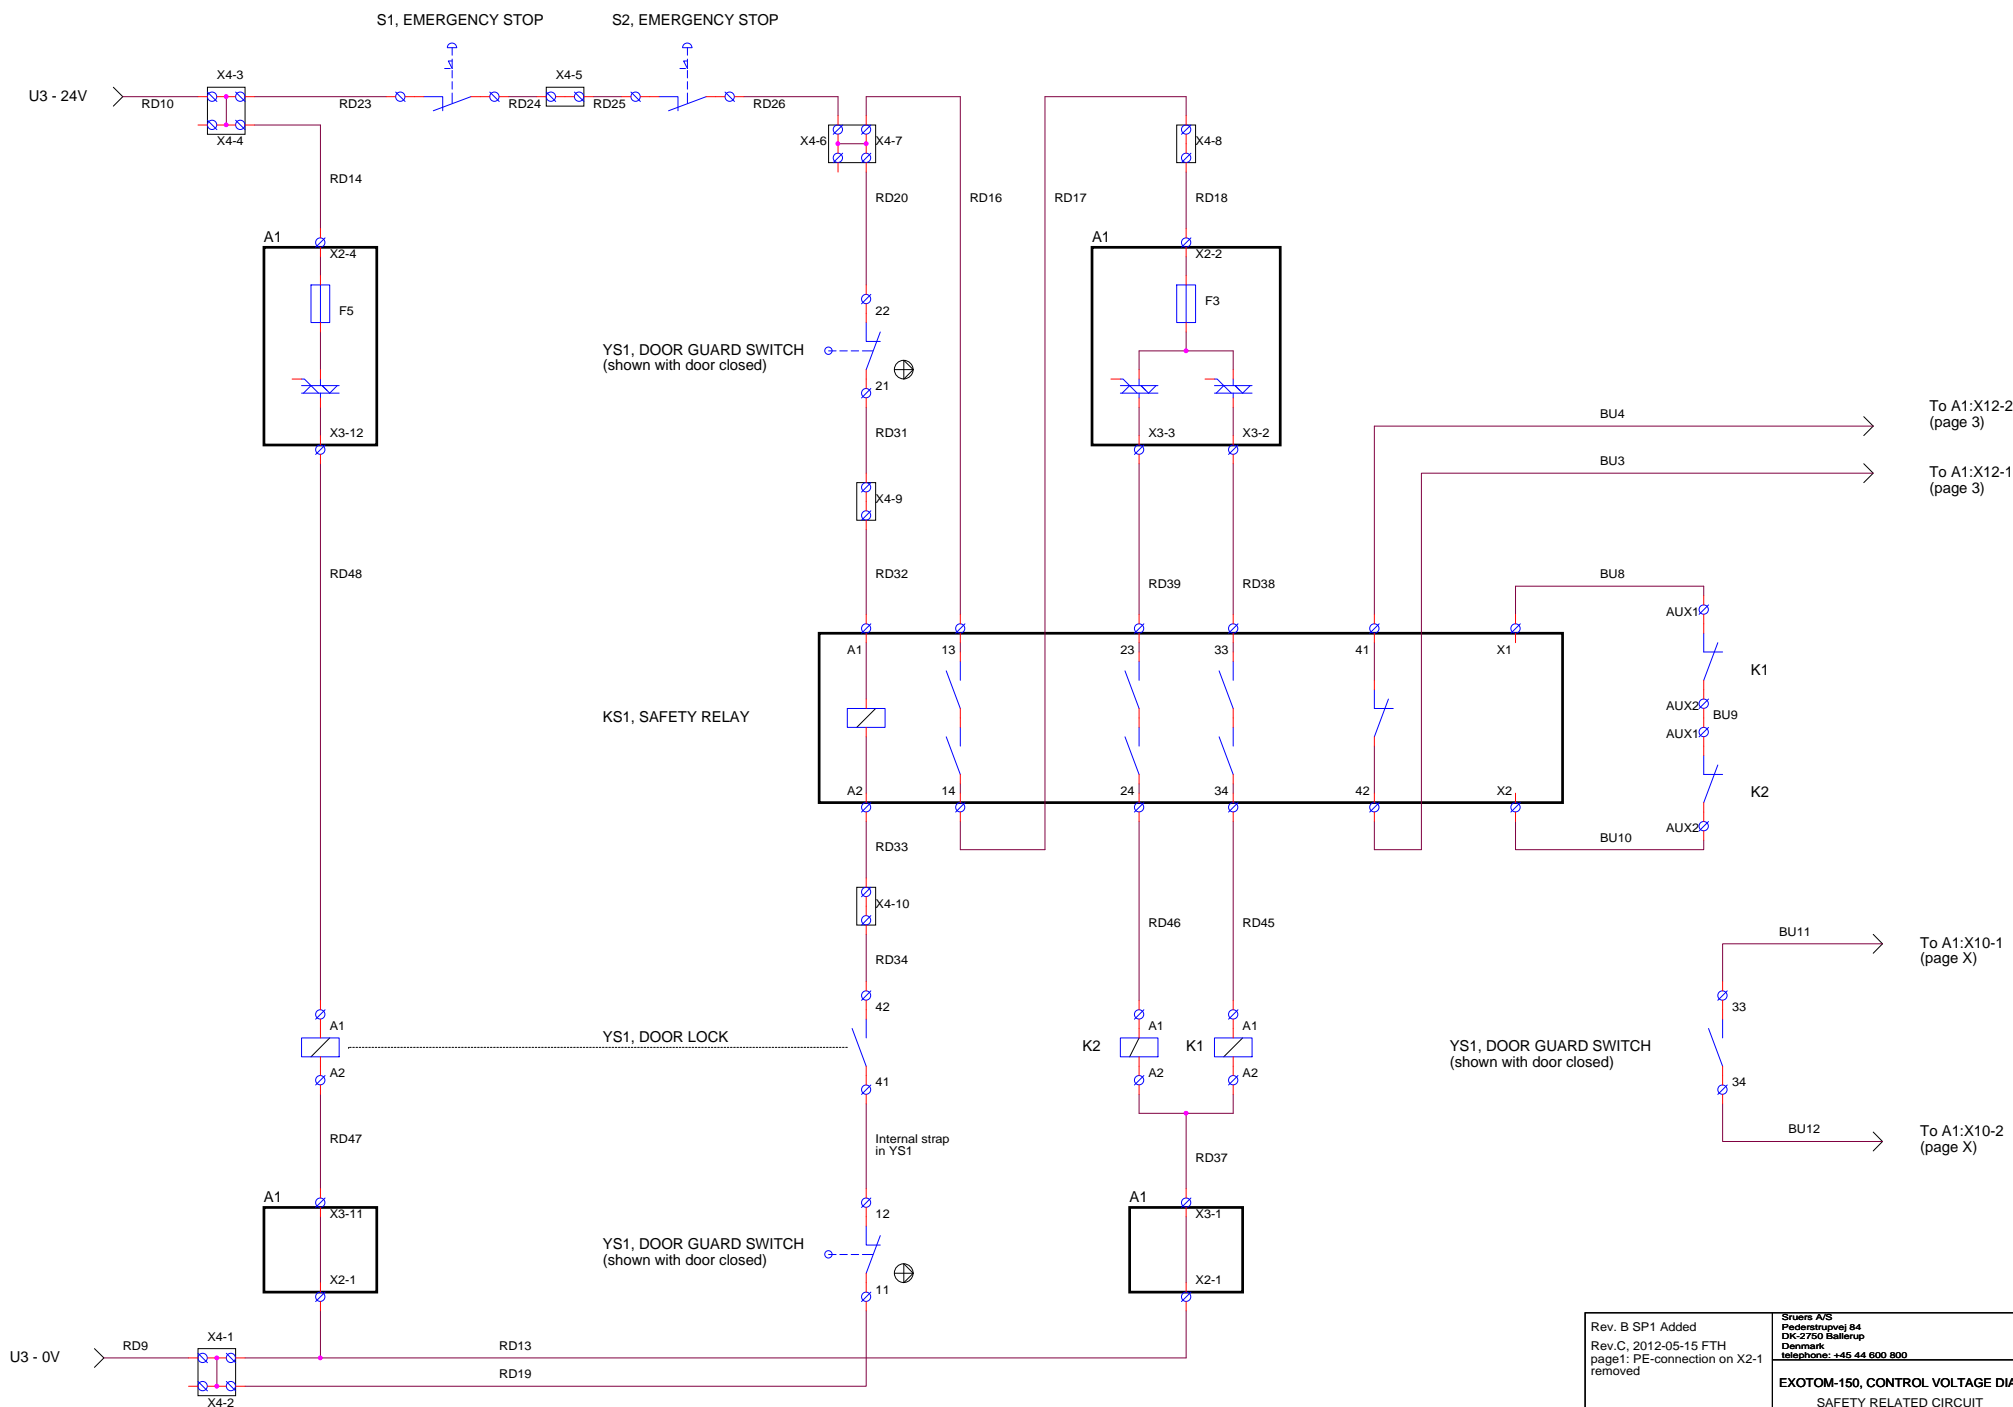 S1, EMERGENCY STOP
S2, EMERGENCY STOP
U3 - 24V
RD10
X4-3
X4-4
RD23
RD24
X4-5
RD25
RD26
X4-6
X4-7
X4-8
RD14
RD20
RD16
RD17
RD18
A1
X2-4
F5
X3-12
22
YS1, DOOR GUARD SWITCH
(shown with door closed)
21
A1
X2-2
F3
X3-3
X3-2
RD31
X4-9
BU4
To A1:X12-2
(page 3)
BU3
To A1:X12-1
(page 3)
RD48
RD32
RD39
RD38
BU8
AUX1
K1
AUX2
BU9
AUX1
K2
AUX2
BU10
KS1, SAFETY RELAY
A1
13
23
33
41
X1
A2
14
24
34
42
X2
RD33
X4-10
RD34
RD46
RD45
42
YS1, DOOR LOCK
41
A1
A2
K2
A1
A2
K1
A1
A2
BU11
To A1:X10-1
(page X)
33
YS1, DOOR GUARD SWITCH
(shown with door closed)
34
BU12
To A1:X10-2
(page X)
RD47
Internal strap
in YS1
RD37
A1
X3-11
X2-1
12
YS1, DOOR GUARD SWITCH
(shown with door closed)
11
A1
X3-1
X2-1
U3 - 0V
RD9
X4-1
X4-2
RD13
RD19
Rev. B SP1 Added
Rev.C, 2012-05-15 FTH
page1: PE-connection on X2-1
removed
Sruers A/S
Pederstrupvej 84
DK-2750 Ballerup
Denmark
telephone: +45 44 600 800
EXOTOM-150, CONTROL VOLTAGE DIA
SAFETY RELATED CIRCUIT